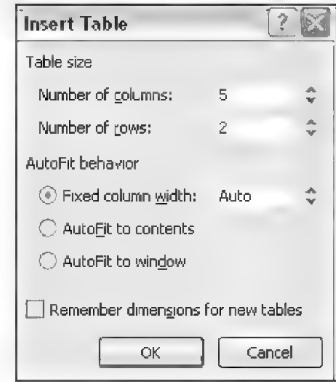 Insert Table ?
Table size
Number of columns: 5
Number of rows: 2
AutoFit behavior
Fixed column width: Auto
AutoFit to contents
AutoFit to window
Remember dimensions for new tables
OK Cancel